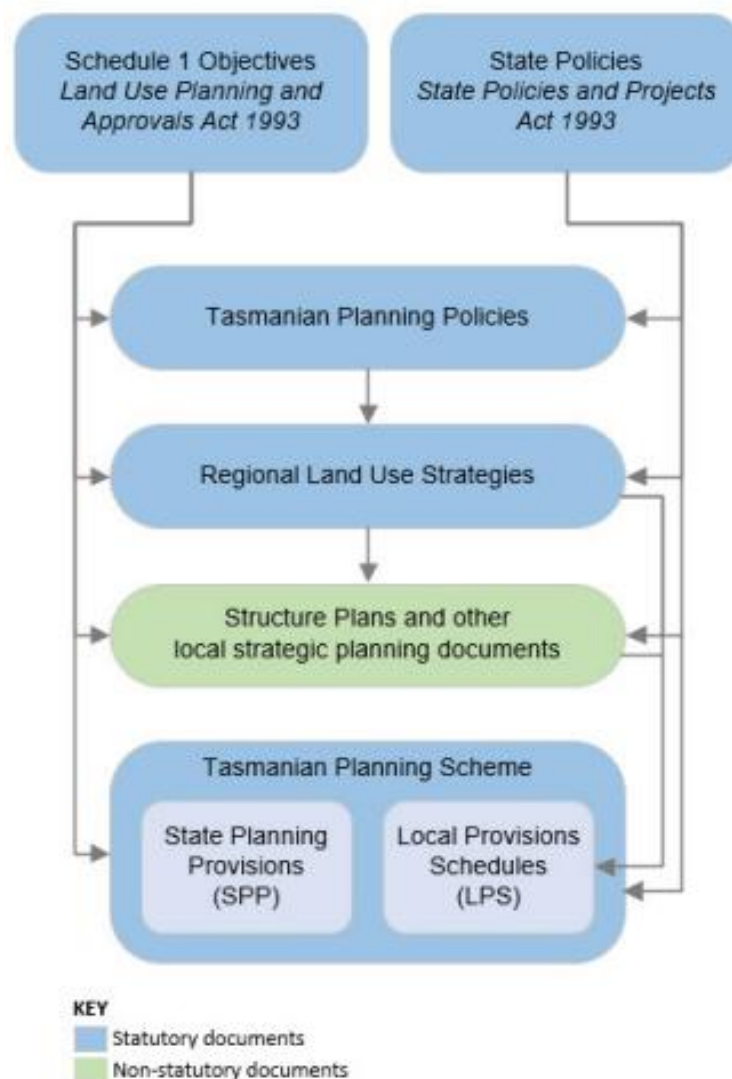 Schedule 1 Objectives
Land Use Planning and
Approvals Act 1993
State Policies
State Policies and Projects
Act 1993
Tasmanian Planning Policies
Regional Land Use Strategies
Structure Plans and other
local strategic planning documents
Tasmanian Planning Scheme
State Planning
Provisions
(SPP)
Local Provisions
Schedules
(LPS)
KEY
Statutory documents
Non-statutory documents